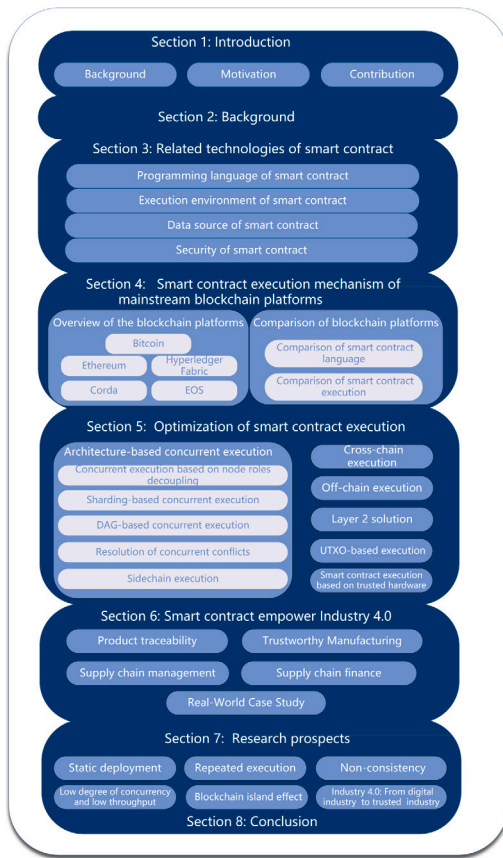 Section 1: Introduction
Background
Motivation
Contribution
Section 2: Background
Section 3: Related technologies of smart contract
Programming language of smart contract
Execution environment of smart contract
Data source of smart contract
Security of smart contract
Section 4: Smart contract execution mechanism of
mainstream blockchain platforms
Overview of the blockchain platforms
Bitcoin
Ethereum
Hyperledger
Fabric
Corda
EOS
Comparison of blockchain platforms
Comparison of smart contract
language
Comparison of smart contract
execution
Section 5: Optimization of smart contract execution
Architecture-based concurrent execution
Concurrent execution based on node roles
decoupling
Sharding-based concurrent execution
DAG-based concurrent execution
Resolution of concurrent conflicts
Sidechain execution
Cross-chain
execution
Off-chain execution
Layer 2 solution
UTXO-based execution
Smart contract execution
based on trusted hardware
Section 6: Smart contract empower Industry 4.0
Product traceability
Trustworthy Manufacturing
Supply chain management
Supply chain finance
Real-World Case Study
Section 7: Research prospects
Static deployment
Repeated execution
Non-consistency
Low degree of concurrency
and low throughput
Blockchain island effect
Industry 4.0: From digital
industry to trusted industry
Section 8: Conclusion